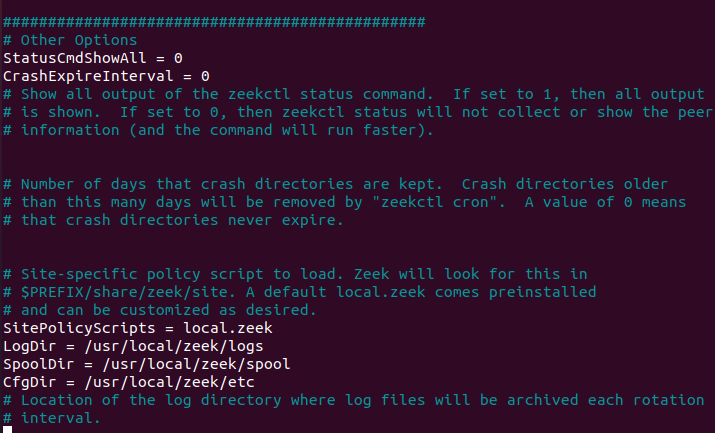 ###############################################
# Other Options
StatusCmdShowAll = 0
CrashExpireInterval = 0
# Show all output of the zeekctl status command.  If set to 1, then all output
# is shown.  If set to 0, then zeekctl status will not collect or show the peer
# information (and the command will run faster).
# Number of days that crash directories are kept.  Crash directories older
# than this many days will be removed by "zeekctl cron".  A value of 0 means
# that crash directories never expire.
# Site-specific policy script to load. Zeek will look for this in
# $PREFIX/share/zeek/site. A default local.zeek comes preinstalled
# and can be customized as desired.
SitePolicyScripts = local.zeek
LogDir = /usr/local/zeek/logs
SpoolDir = /usr/local/zeek/spool
CfgDir = /usr/local/zeek/etc
# Location of the log directory where log files will be archived each rotation
# interval.